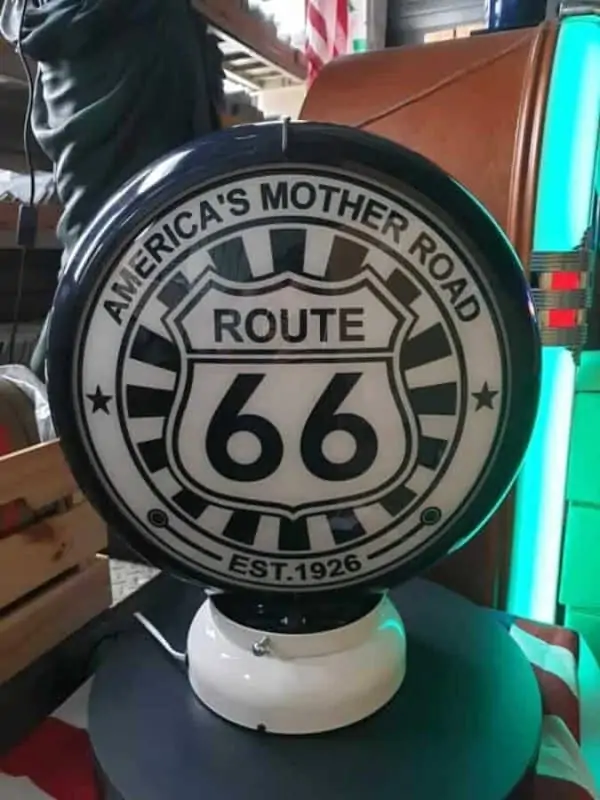 AMERICA'S MOTHER ROAD
ROUTE
66
EST.1926